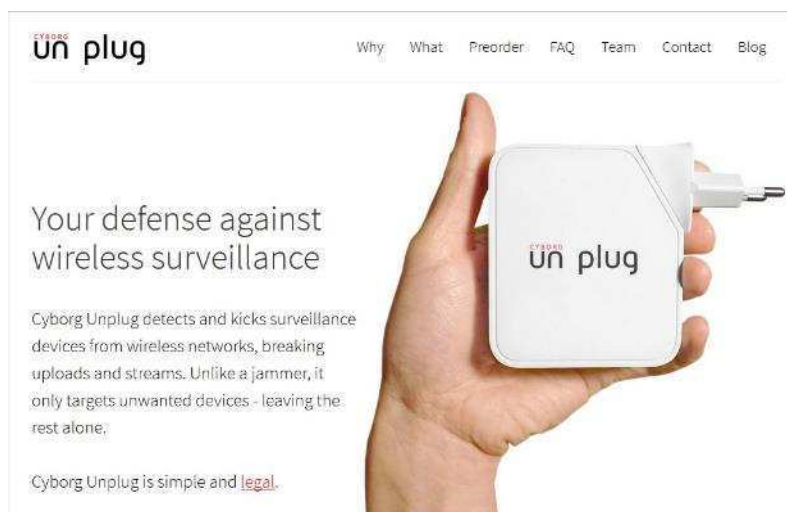 CYBORG
un plug
Why What Preorder FAQ Team Contact Blog
Your defense against
wireless surveillance
Cyborg Unplug detects and kicks surveillance
devices from wireless networks, breaking
uploads and streams. Unlike a jammer, it
only targets unwanted devices - leaving the
rest alone.
Cyborg Unplug is simple and legal.
CYBORG
un plug